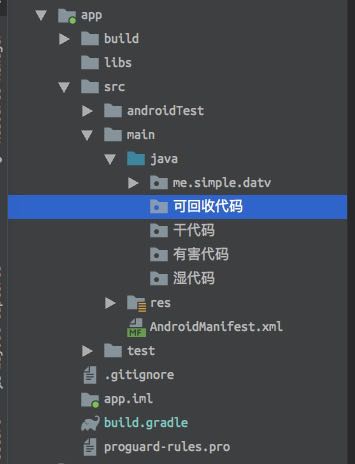 app
build
libs
src
androidTest
main
java
me.simple.datv
可回收代码
干代码
有害代码
湿代码
res
MF AndroidManifest.xml
test
.gitignore
app.iml
build.gradle
proguard-rules.pro